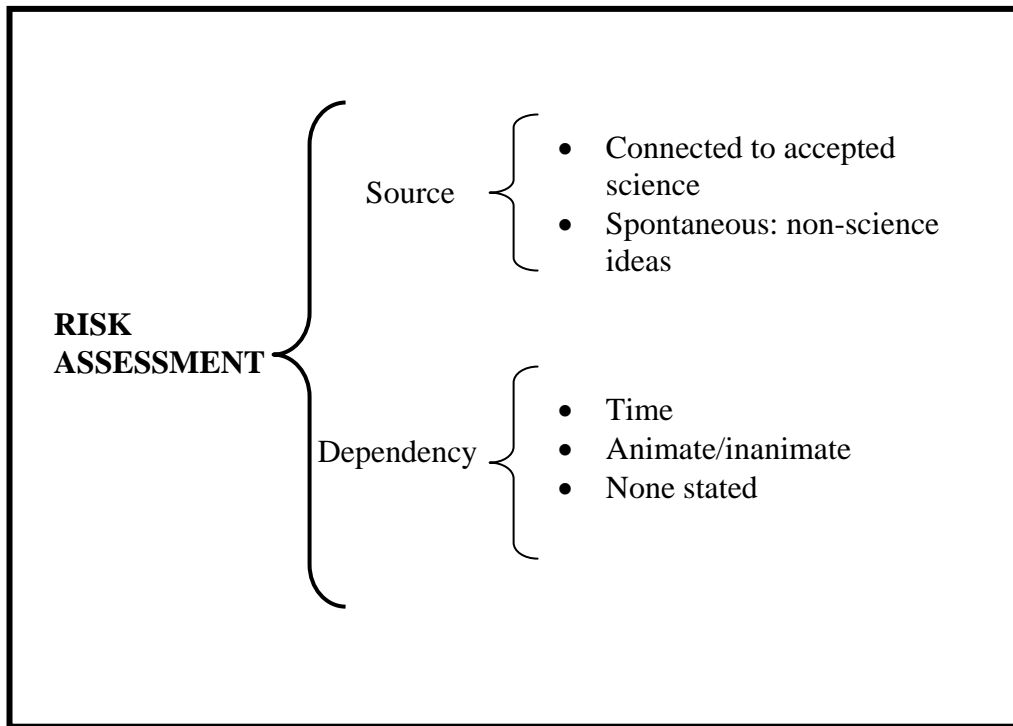 Source
• Connected to accepted
science
• Spontaneous: non-science
ideas
RISK
ASSESSMENT
Dependency
• Time
• Animate/inanimate
• None stated